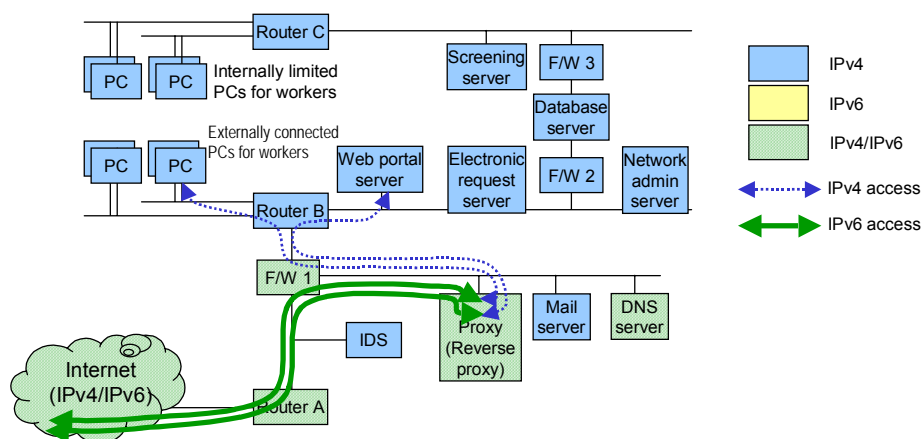 Router C
PC
PC
Internally limited
PCs for workers
Screening
server
F/W 3
Database
server
IPv4
IPv6
IPv4/IPv6
IPv4 access
IPv6 access
PC
PC
Externally connected
PCs for workers
Web portal
server
Electronic
request
server
F/W 2
Network
admin
server
Router B
F/W 1
Proxy
(Reverse
proxy)
Mail
server
DNS
server
IDS
Internet
(IPv4/IPv6)
Router A